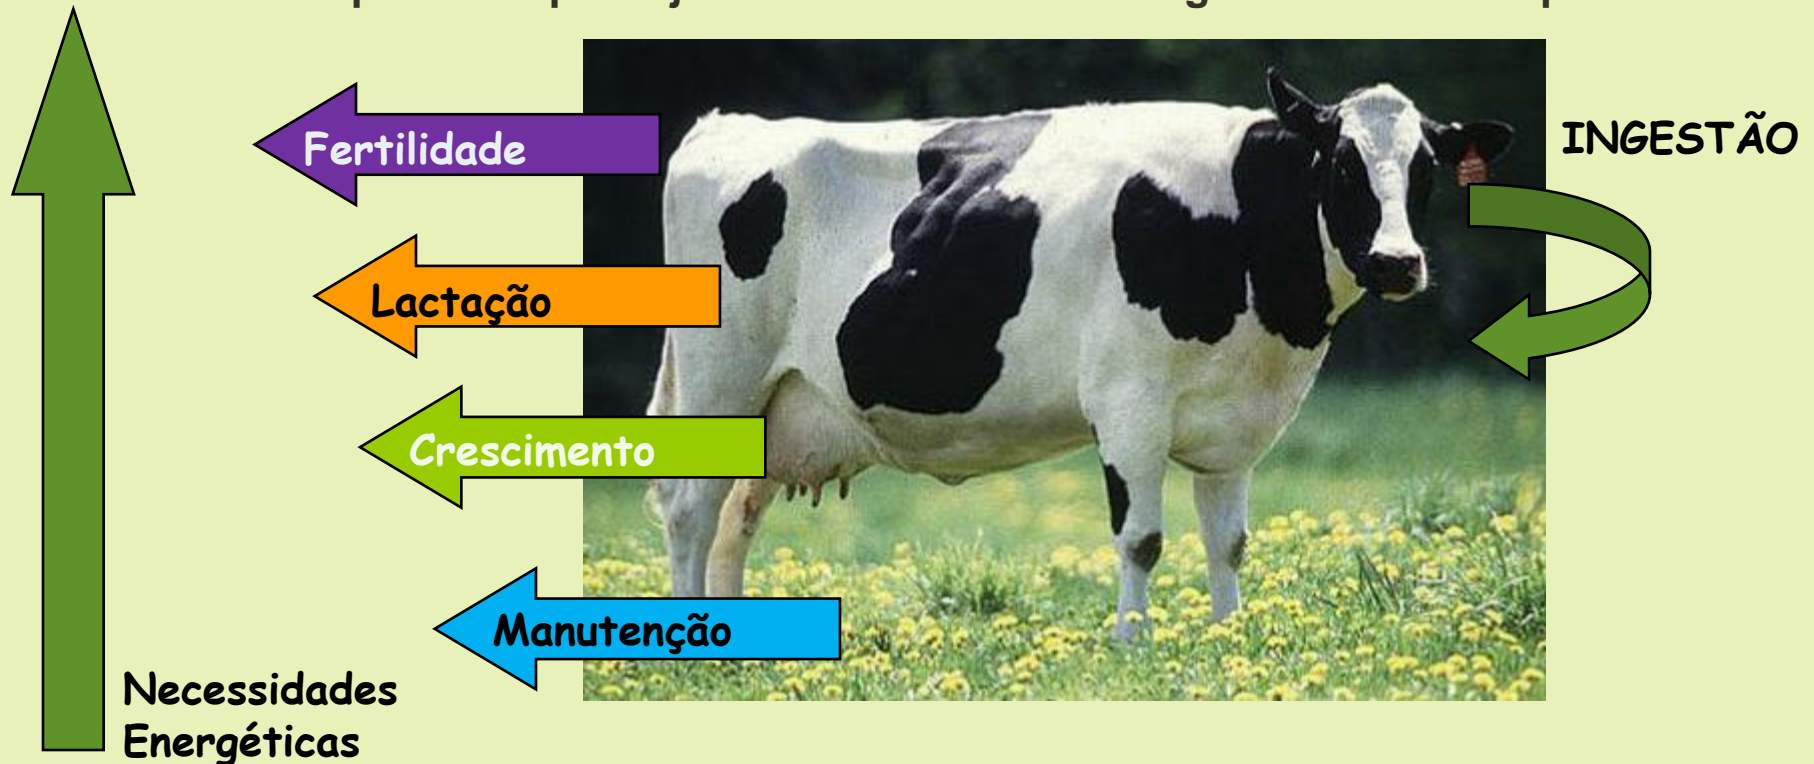 Fertilidade
INGESTÃO
Lactação
Crescimento
Manutenção
Necessidades
Energéticas